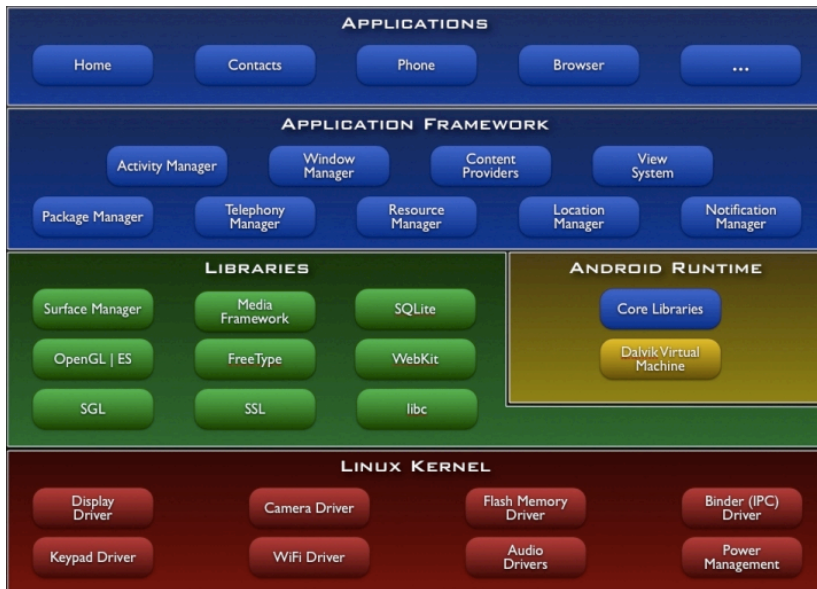 APPLICATIONS
Home
Contacts
Phone
Browser
...
APPLICATION FRAMEWORK
Activity Manager
Window
Manager
Content
Providers
View
System
Package Manager
Telephony
Manager
Resource
Manager
Location
Manager
Notification
Manager
LIBRARIES
Surface Manager
Media
Framework
SQLite
OpenGL | ES
FreeType
WebKit
SGL
SSL
libc
ANDROID RUNTIME
Core Libraries
Dalvik Virtual
Machine
LINUX KERNEL
Display
Driver
Camera Driver
Flash Memory
Driver
Binder (IPC)
Driver
Keypad Driver
WiFi Driver
Audio
Drivers
Power
Management